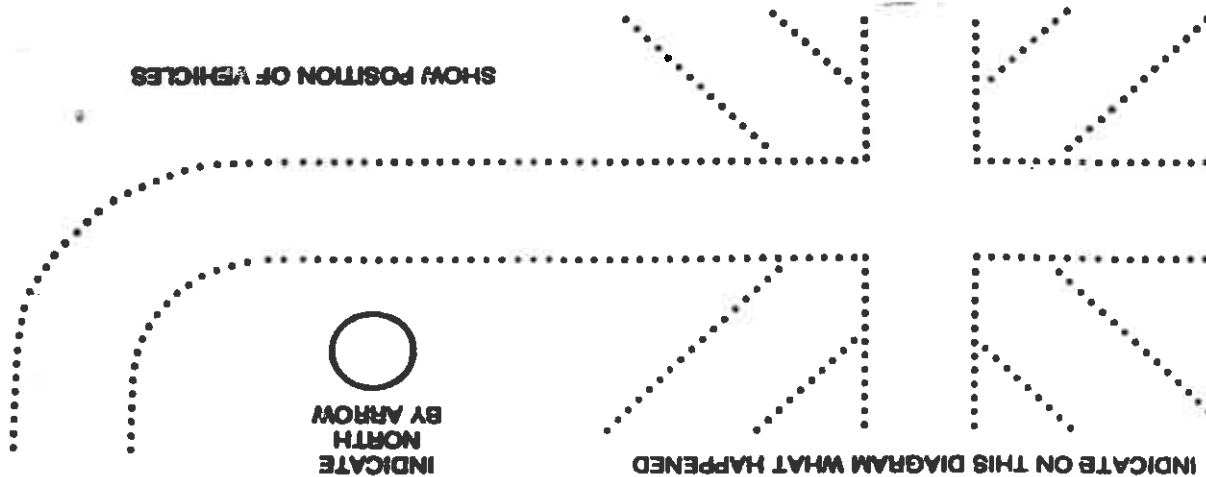 INDICATE ON THIS DIAGRAM WHAT HAPPENED
INDICATE
NORTH
BY ARROW
SHOW POSITION OF VEHICLES